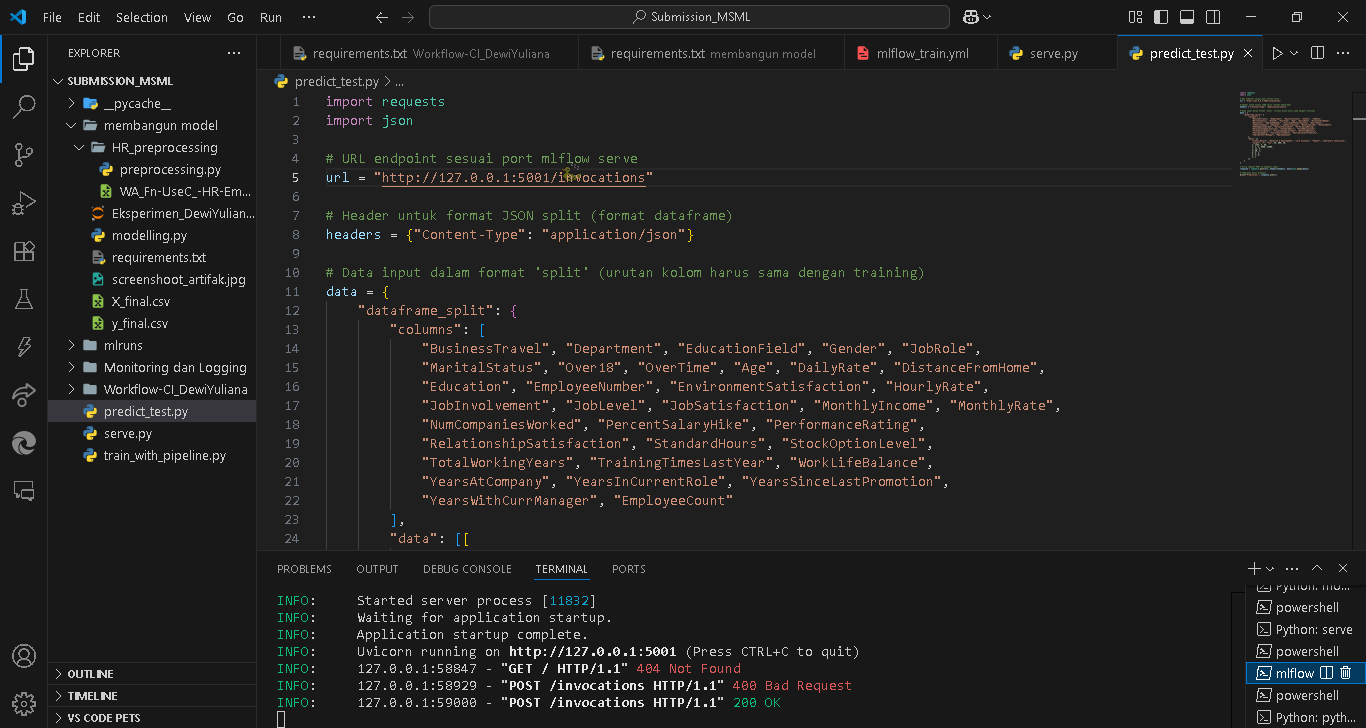 File Edit Selection View Go Run ··· Submission_MSML
EXPLORER ···
SUBMISSION_MSML
__pycache__
membangun model
HR_preprocessing
preprocessing.py
WA_Fn-UseC_-HR-Em...
Eksperimen_DewiYulian...
modelling.py
requirements.txt
screenshoot_artifak.jpg
X_final.csv
y_final.csv
mlruns
Monitoring dan Logging
Workflow-CI_DewiYuliana
predict_test.py
serve.py
train_with_pipeline.py
OUTLINE
TIMELINE
VS CODE PETS
requirements.txt Workflow-CI_DewiYuliana requirements.txt membangun model mlflow_train.yml serve.py predict_test.py
predict_test.py > ...
1 import requests
2 import json
3
4 # URL endpoint sesuai port mlflow serve
5 url = "http://127.0.0.1:5001/invocations"
6
7 # Header untuk format JSON split (format dataframe)
8 headers = {"Content-Type": "application/json"}
9
10 # Data input dalam format 'split' (urutan kolom harus sama dengan training)
11 data = {
12 "dataframe_split": {
13 "columns": [
14 "BusinessTravel", "Department", "EducationField", "Gender", "JobRole",
15 "MaritalStatus", "Over18", "OverTime", "Age", "DailyRate", "DistanceFromHome",
16 "Education", "EmployeeNumber", "EnvironmentSatisfaction", "HourlyRate",
17 "JobInvolvement", "JobLevel", "JobSatisfaction", "MonthlyIncome", "MonthlyRate",
18 "NumCompaniesWorked", "PercentSalaryHike", "PerformanceRating",
19 "RelationshipSatisfaction", "StandardHours", "StockOptionLevel",
20 "TotalWorkingYears", "TrainingTimesLastYear", "WorkLifeBalance",
21 "YearsAtCompany", "YearsInCurrentRole", "YearsSinceLastPromotion",
22 "YearsWithCurrManager", "EmployeeCount"
23 ],
24 "data": [[
PROBLEMS OUTPUT DEBUG CONSOLE TERMINAL PORTS
INFO: Started server process [11832]
INFO: Waiting for application startup.
INFO: Application startup complete.
INFO: Uvicorn running on http://127.0.0.1:5001 (Press CTRL+C to quit)
INFO: 127.0.0.1:58847 - "GET / HTTP/1.1" 404 Not Found
INFO: 127.0.0.1:58929 - "POST /invocations HTTP/1.1" 400 Bad Request
INFO: 127.0.0.1:59000 - "POST /invocations HTTP/1.1" 200 OK
Python: mo...
powershell
Python: serve
powershell
mlflow
powershell
Python: pyth...